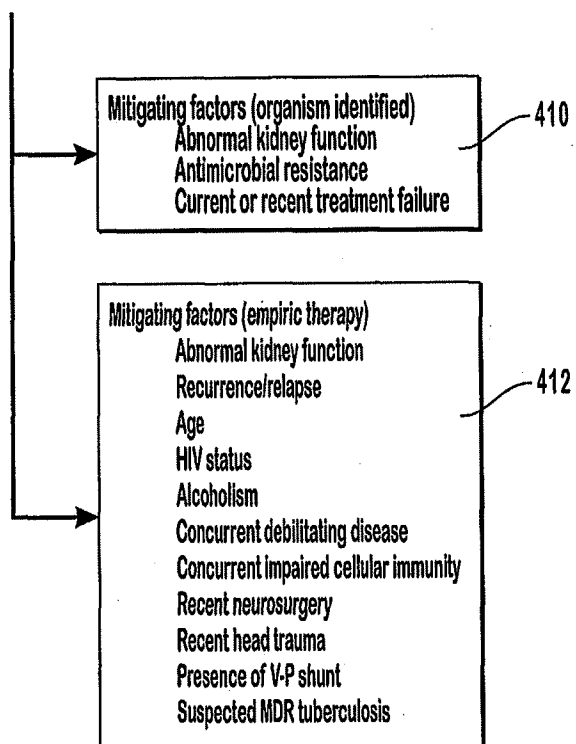 Mitigating factors (organism identified)
Abnormal kidney function
Antimicrobial resistance
Current or recent treatment failure
410
Mitigating factors (empiric therapy)
Abnormal kidney function
Recurrence/relapse
Age
HIV status
Alcoholism
Concurrent debilitating disease
Concurrent impaired cellular immunity
Recent neurosurgery
Recent head trauma
Presence of V-P shunt
Suspected MDR tuberculosis
412